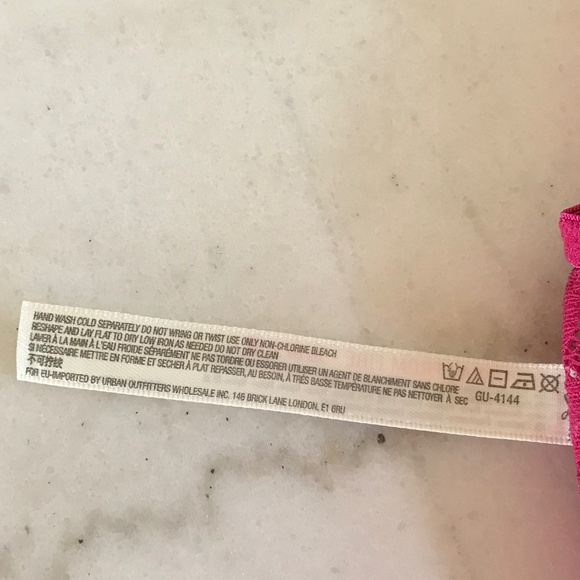 HAND WASH COLD SEPARATELY DO NOT WRING OR TWIST USE ONLY NON-CHLORINE BLEACH
RESHAPE AND LAY FLAT TO DRY LOW IRON AS NEEDED DO NOT DRY CLEAN
LAVER À LA MAIN À L'EAU FROIDE SÉPARÉMENT NE PAS TORDRE OU ESSORER UTILISER UN AGENT DE BLANCHIMENT SANS CHLORE
SI NÉCESSAIRE METTRE EN FORME ET SECHER À PLAT REPASSER, AU BESOIN, À TRÈS BASSE TEMPÉRATURE NE PAS NETTOYER À SEC GU-4144
不可拧绞
FOR EU-IMPORTED BY URBAN OUTFITTERS WHOLESALE INC. 146 BRICK LANE LONDON, E1 6RU